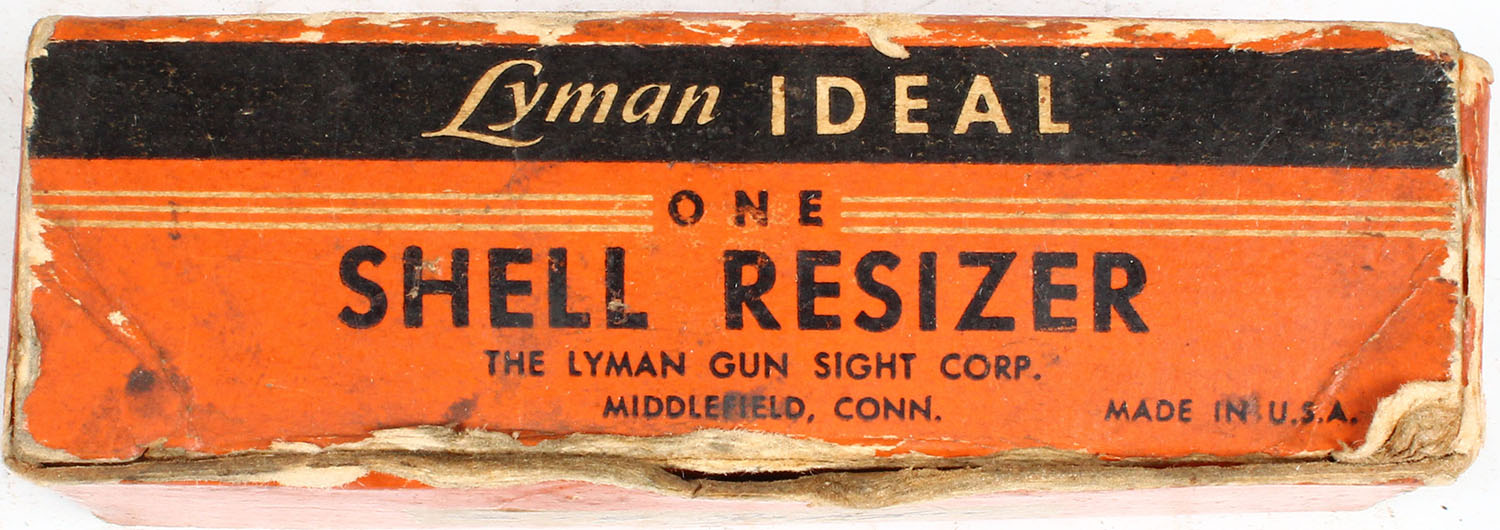 Lyman IDEAL
ONE
SHELL RESIZER
THE LYMAN GUN SIGHT CORP.
MIDDLEFIELD, CONN. MADE IN U.S.A.